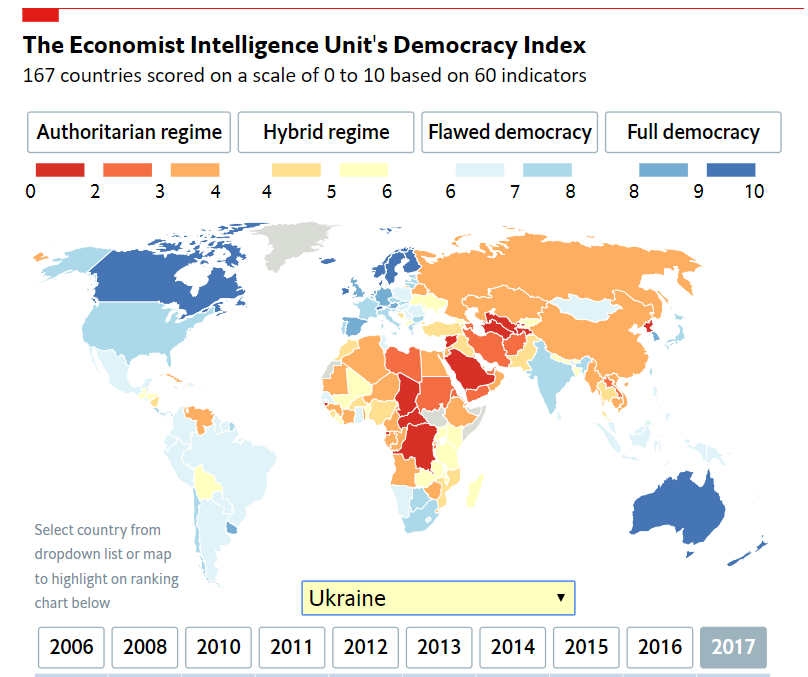 The Economist Intelligence Unit's Democracy Index
167 countries scored on a scale of 0 to 10 based on 60 indicators
Authoritarian regime Hybrid regime Flawed democracy Full democracy
0 2 3 4 4 5 6 6 7 8 8 9 10
Select country from
dropdown list or map
to highlight on ranking
chart below
Ukraine
2006 2008 2010 2011 2012 2013 2014 2015 2016 2017